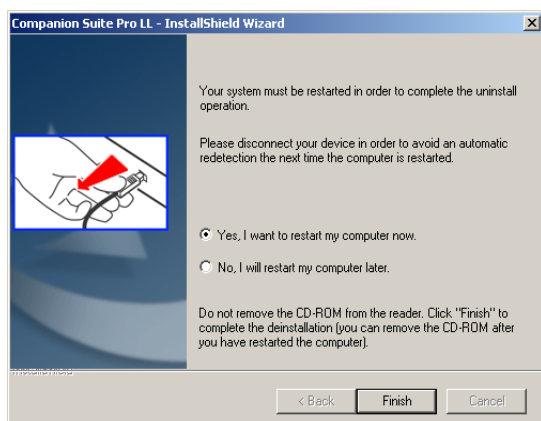 Companion Suite Pro LL - InstallShield Wizard
Your system must be restarted in order to complete the uninstall
operation.
Please disconnect your device in order to avoid an automatic
redetection the next time the computer is restarted.
Yes, I want to restart my computer now.
No, I will restart my computer later.
Do not remove the CD-ROM from the reader. Click "Finish" to
complete the deinstallation (you can remove the CD-ROM after
you have restarted the computer).
InstallShield
< Back
Finish
Cancel